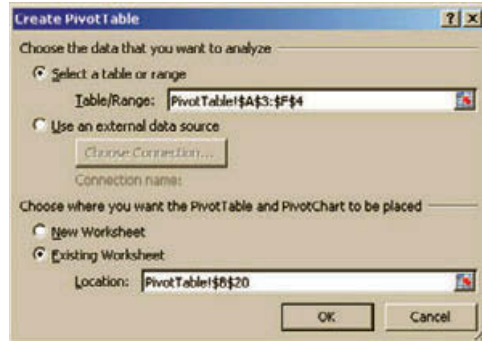 Create PivotTable
Choose the data that you want to analyze
Select a table or range
Table/Range: PivotTable!$A$3:$F$4
Use an external data source
Choose Connection...
Connection name:
Choose where you want the PivotTable and PivotChart to be placed
New Worksheet
Existing Worksheet
Location: PivotTable!$B$20
OK Cancel